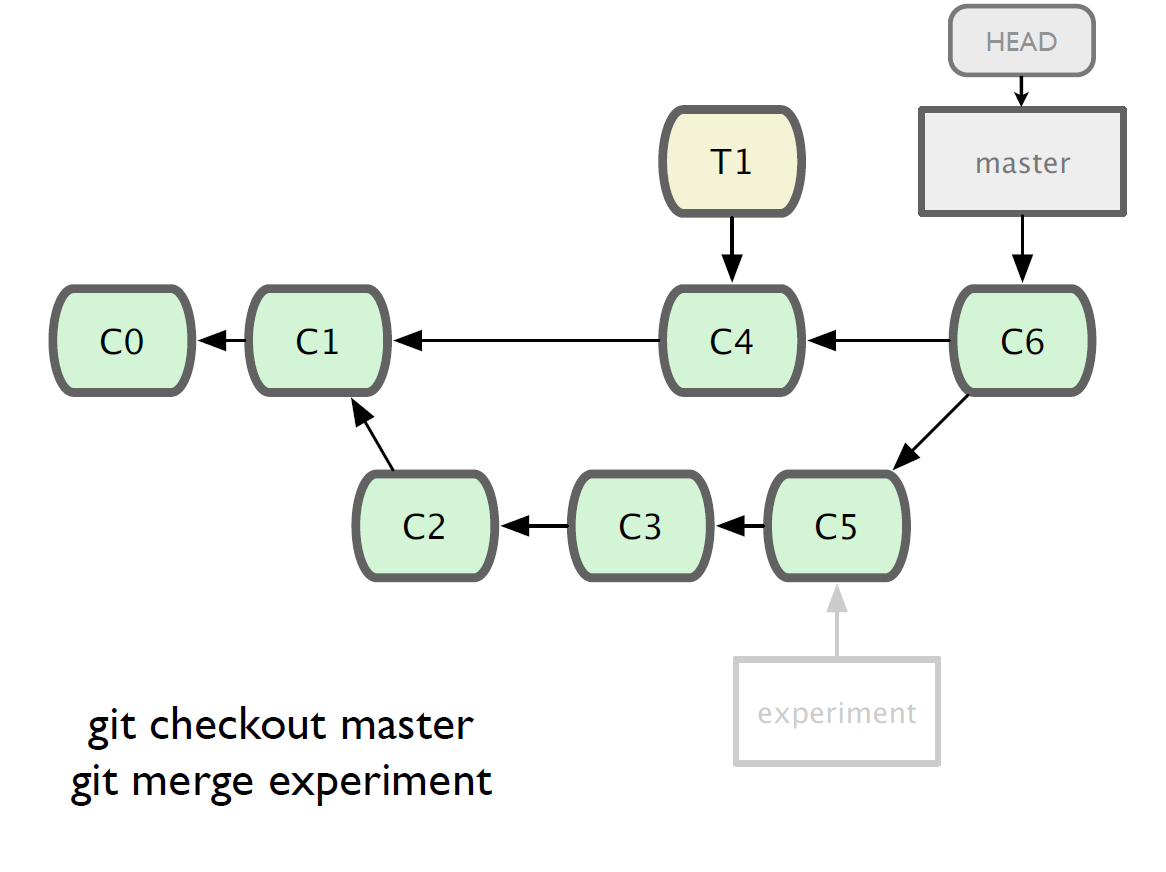 HEAD
T1
master
C0
C1
C4
C6
C2
C3
C5
experiment
git checkout master
git merge experiment